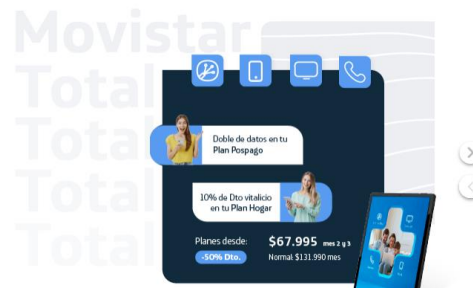 Movistar
Total
Total
Total
Total
Doble de datos en tu
Plan Pospago
10% de Dto vitalicio
en tu Plan Hogar
Planes desde:
$67.995 mes 2 y 3
-50% Dto.
Normal: $131.990 mes